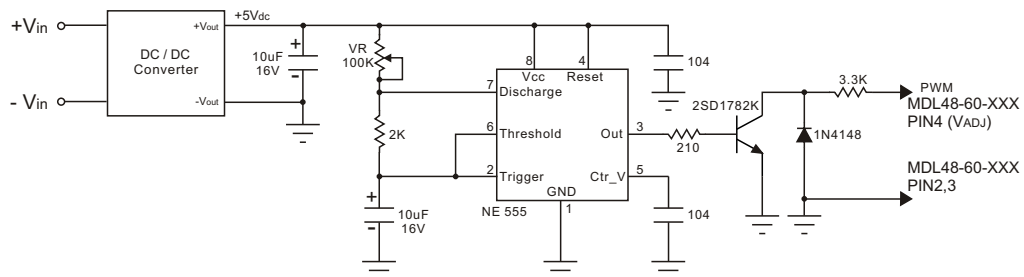 +Vin
- Vin
DC / DC
Converter
+Vout
-Vout
+5Vdc
10uF
16V
+
-
VR
100K
2K
+
-
10uF
16V
8
Vcc
4
Reset
7
Discharge
6
Threshold
2
Trigger
Out
3
Ctr_V
5
GND
1
NE 555
104
104
210
2SD1782K
1N4148
3.3K
PWM
MDL48-60-XXX
PIN4 (VADJ)
MDL48-60-XXX
PIN2,3